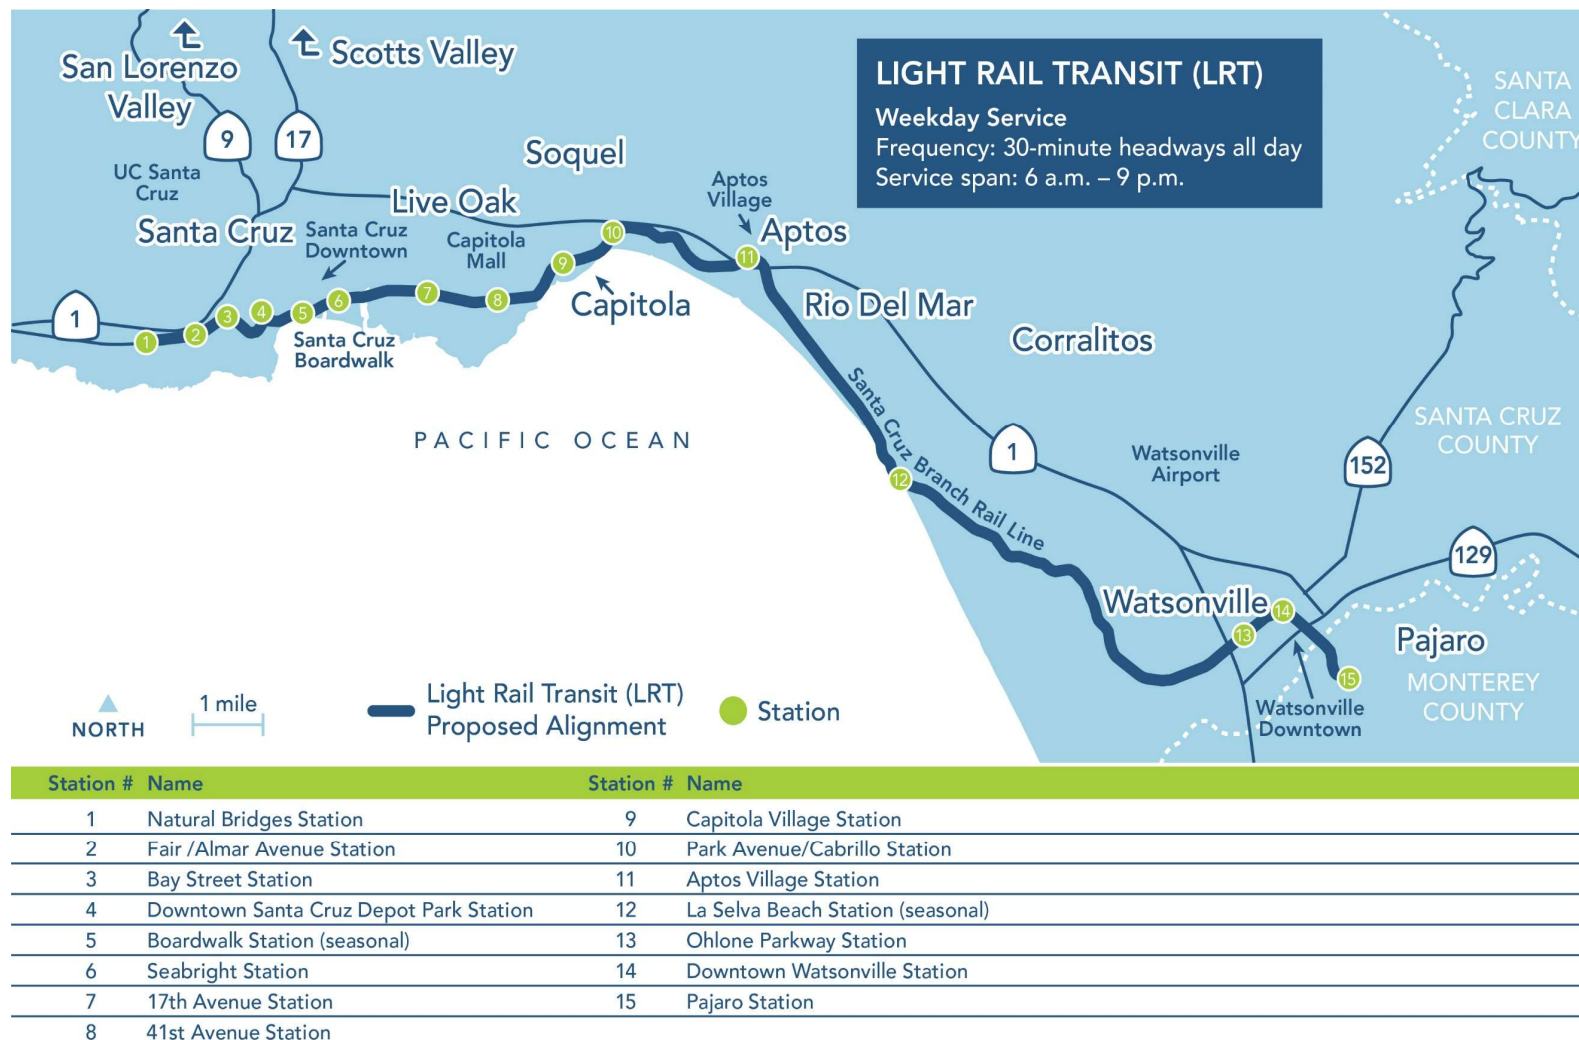 San Lorenzo
Valley
Scotts Valley
9
17
UC Santa
Cruz
Santa Cruz
Santa Cruz
Downtown
Live Oak
Soquel
Capitola
Mall
Aptos
Village
Aptos
LIGHT RAIL TRANSIT (LRT)
Weekday Service
Frequency: 30-minute headways all day
Service span: 6 a.m. – 9 p.m.
SANTA
CLARA
COUNTY
1
1
2
3
4
5
6
7
8
9
10
11
Santa Cruz
Boardwalk
Capitola
Rio Del Mar
Corralitos
PACIFIC OCEAN
Santa Cruz Branch Rail Line
12
1
Watsonville
Airport
152
SANTA CRUZ
COUNTY
129
Watsonville
13
14
15
Pajaro
MONTEREY
COUNTY
Watsonville
Downtown
NORTH
1 mile
Light Rail Transit (LRT)
Proposed Alignment
Station
Station # Name Station # Name
1 Natural Bridges Station 9 Capitola Village Station
2 Fair /Almar Avenue Station 10 Park Avenue/Cabrillo Station
3 Bay Street Station 11 Aptos Village Station
4 Downtown Santa Cruz Depot Park Station 12 La Selva Beach Station (seasonal)
5 Boardwalk Station (seasonal) 13 Ohlone Parkway Station
6 Seabright Station 14 Downtown Watsonville Station
7 17th Avenue Station 15 Pajaro Station
8 41st Avenue Station